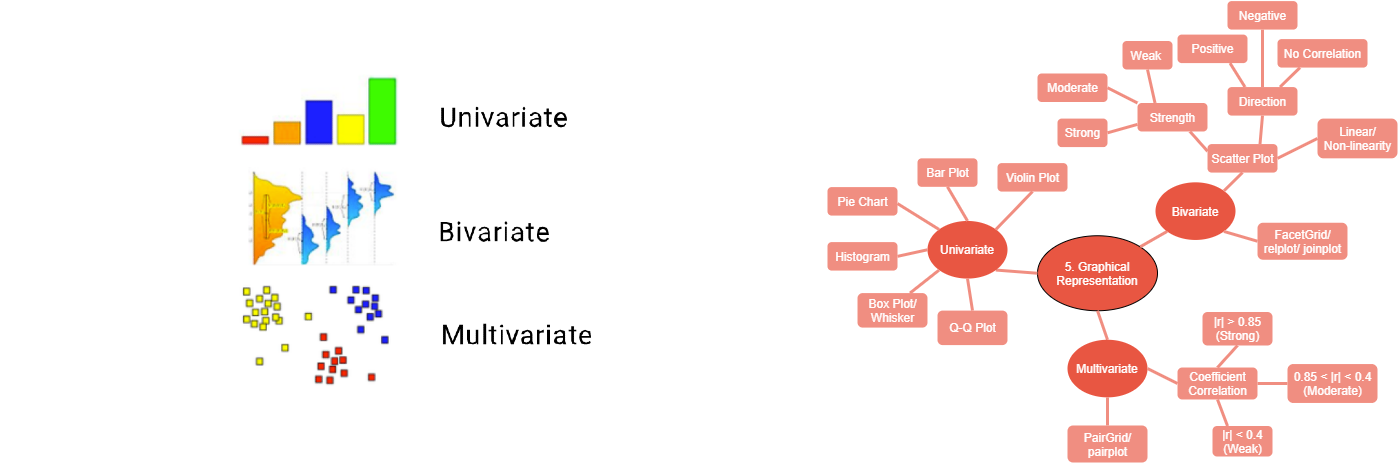 Univariate
Bivariate
Multivariate
Negative
Positive
No Correlation
Weak
Moderate
Strong
Strength
Direction
Linear/
Non-linearity
Scatter Plot
Bar Plot
Violin Plot
Pie Chart
Bivariate
Univariate
FacetGrid/
relplot/ joinplot
Histogram
5. Graphical
Representation
Box Plot/
Whisker
Q-Q Plot
|r| > 0.85
(Strong)
Multivariate
Coefficient
Correlation
0.85 < |r| < 0.4
(Moderate)
PairGrid/
pairplot
|r| < 0.4
(Weak)